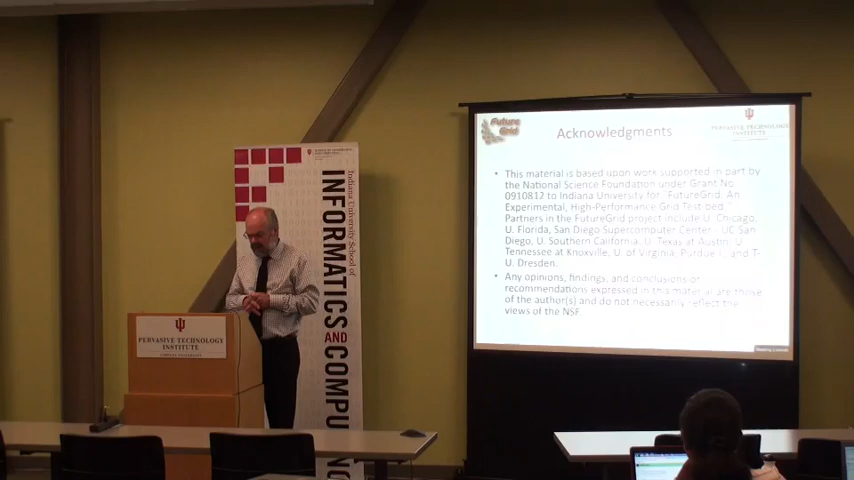 Future
Grid
Acknowledgments
PERVASIVE TECHNOLOGY
INSTITUTE
• This material is based upon work supported in part by
the National Science Foundation under Grant No.
0910812 to Indiana University for "FutureGrid: An
Experimental, High-Performance Grid Test-bed."
Partners in the FutureGrid project include U. Chicago,
U. Florida, San Diego Supercomputer Center - UC San
Diego, U. Southern California, U. Texas at Austin, U.
Tennessee at Knoxville, U. of Virginia, Purdue I., and T-
U. Dresden.
• Any opinions, findings, and conclusions or
recommendations expressed in this material are those
of the author(s) and do not necessarily reflect the
views of the NSF
Indiana University School of
INFORMATICS
AND COMPU NG
PERVASIVE TECHNOLOGY
INSTITUTE
INDIANA UNIVERSITY